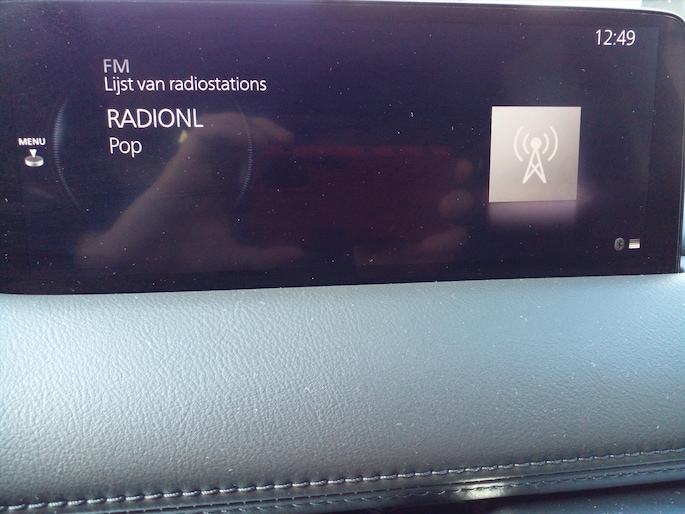 12:49
FM
Lijst van radiostations
RADIONL
MENU
Pop